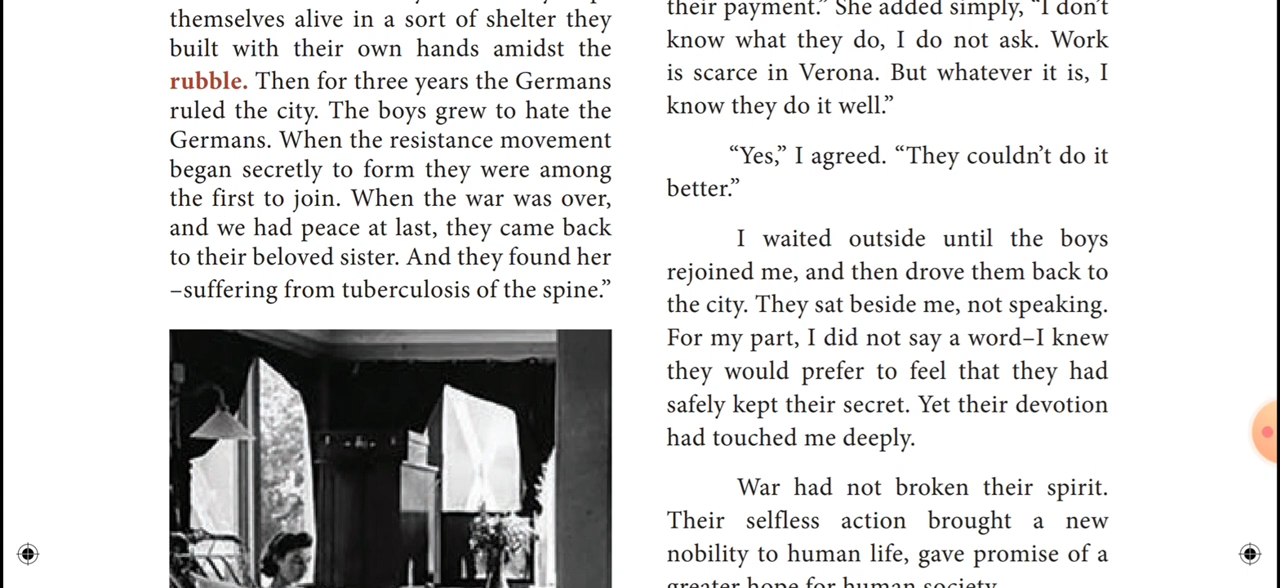 themselves alive in a sort of shelter they
built with their own hands amidst the
rubble. Then for three years the Germans
ruled the city. The boys grew to hate the
Germans. When the resistance movement
began secretly to form they were among
the first to join. When the war was over,
and we had peace at last, they came back
to their beloved sister. And they found her
–suffering from tuberculosis of the spine.”
their payment.” She added simply, “I don’t
know what they do, I do not ask. Work
is scarce in Verona. But whatever it is, I
know they do it well.”
“Yes,” I agreed. “They couldn’t do it
better.”
I waited outside until the boys
rejoined me, and then drove them back to
the city. They sat beside me, not speaking.
For my part, I did not say a word–I knew
they would prefer to feel that they had
safely kept their secret. Yet their devotion
had touched me deeply.
War had not broken their spirit.
Their selfless action brought a new
nobility to human life, gave promise of a
greater hope for human society.